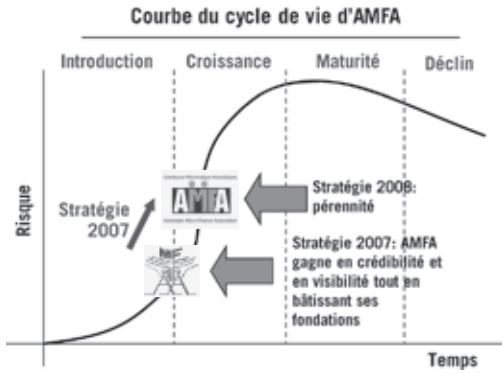 Courbe du cycle de vie d'AMFA
Introduction
Croissance
Maturité
Déclin
Risque
Stratégie
2007
AMFA
Stratégie 2008:
pérennité
Stratégie 2007: AMFA
gagne en crédibilité et
en visibilité tout en
bâtissant ses
fondations
Temps